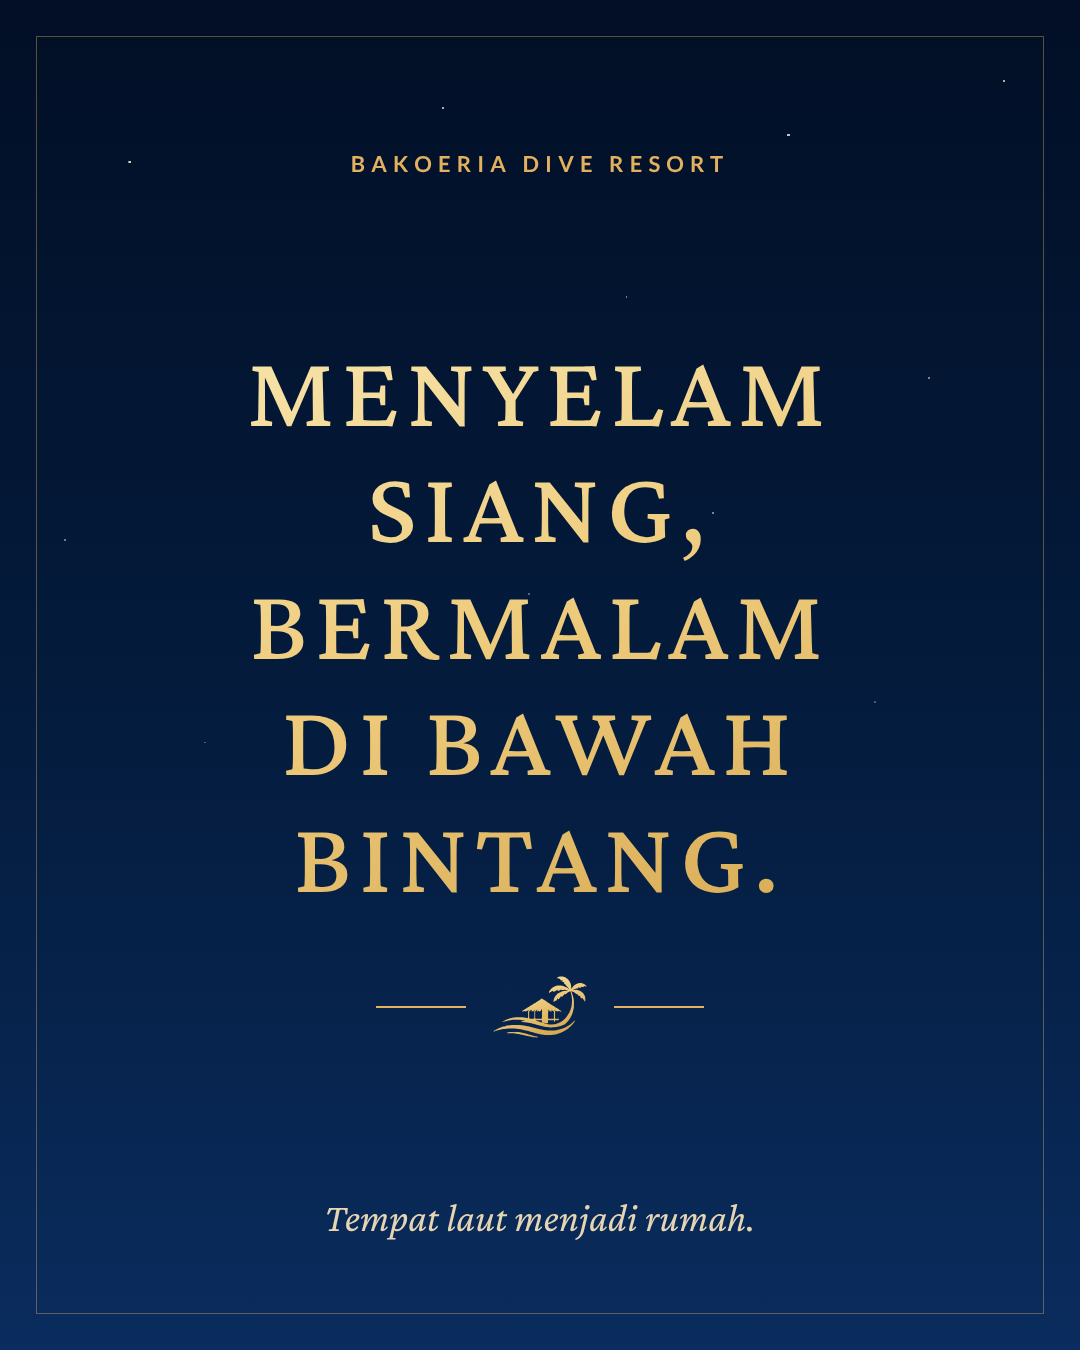 BAKOERIA DIVE RESORT
MENYELAM
SIANG,
BERMALAM
DI BAWAH
BINTANG.
Tempat laut menjadi rumah.